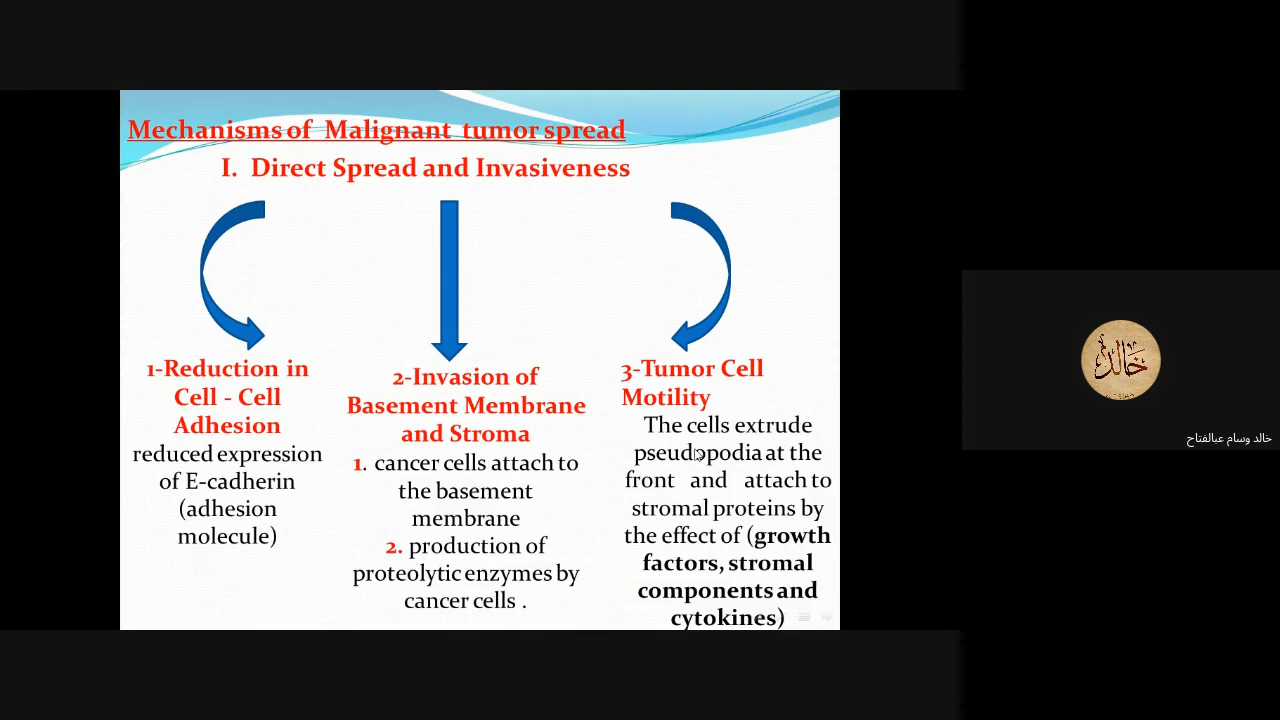 Mechanisms of Malignant tumor spread
I. Direct Spread and Invasiveness
1-Reduction in
Cell - Cell
Adhesion
reduced expression
of E-cadherin
(adhesion
molecule)
2-Invasion of
Basement Membrane
and Stroma
1. cancer cells attach to
the basement
membrane
2. production of
proteolytic enzymes by
cancer cells .
3-Tumor Cell
Motility
The cells extrude
pseudopodia at the
front and attach to
stromal proteins by
the effect of (growth
factors, stromal
components and
cytokines)
خالد
خالد وسام عبالفتاح